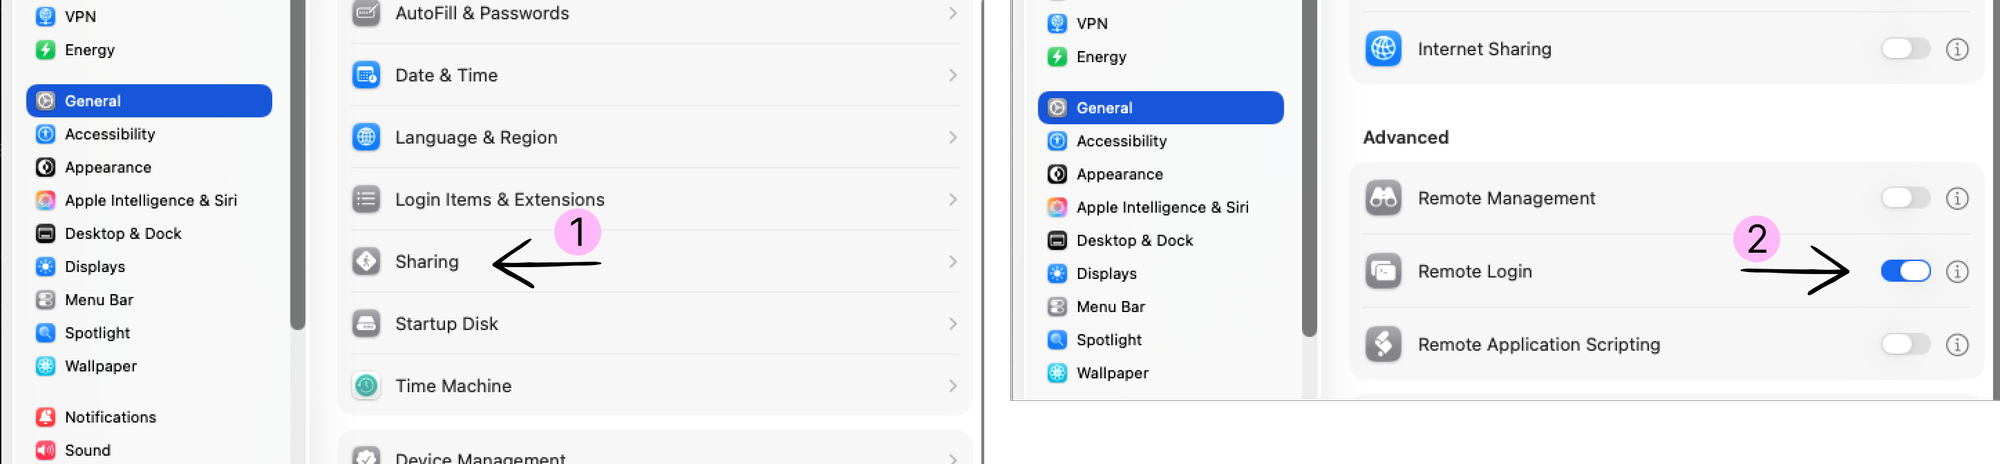 VPN
Energy
General
Accessibility
Appearance
Apple Intelligence & Siri
Desktop & Dock
Displays
Menu Bar
Spotlight
Wallpaper
Notifications
Sound
AutoFill & Passwords
Date & Time
Language & Region
Login Items & Extensions
1
Sharing
Startup Disk
Time Machine
Device Management
VPN
Energy
General
Accessibility
Appearance
Apple Intelligence & Siri
Desktop & Dock
Displays
Menu Bar
Spotlight
Wallpaper
Internet Sharing
Advanced
Remote Management
2
Remote Login
Remote Application Scripting